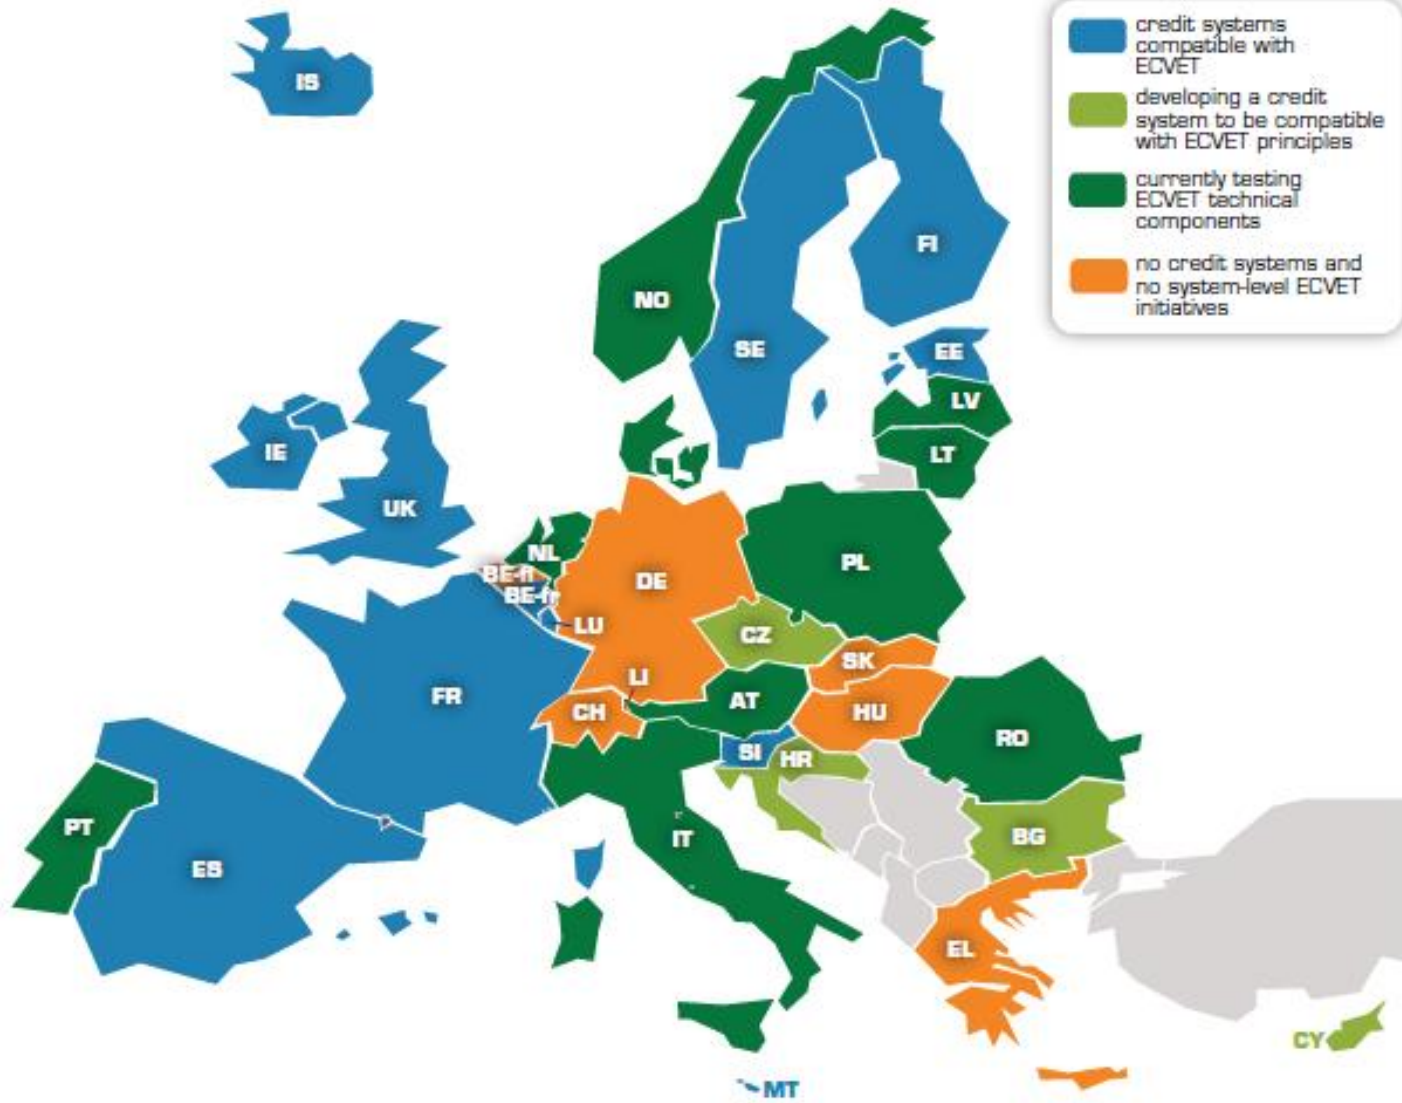 credit systems
compatible with
ECVET
developing a credit
system to be compatible
with ECVET principles
currently testing
ECVET technical
components
no credit systems and
no system-level ECVET
initiatives
IS
FI
NO
SE
EE
LV
LT
IE
UK
NL
BE-fl
BE-fr
DE
PL
LU
CZ
SK
LI
FR
AT
CH
HU
SI
HR
RO
PT
IT
BG
ES
EL
CY
MT